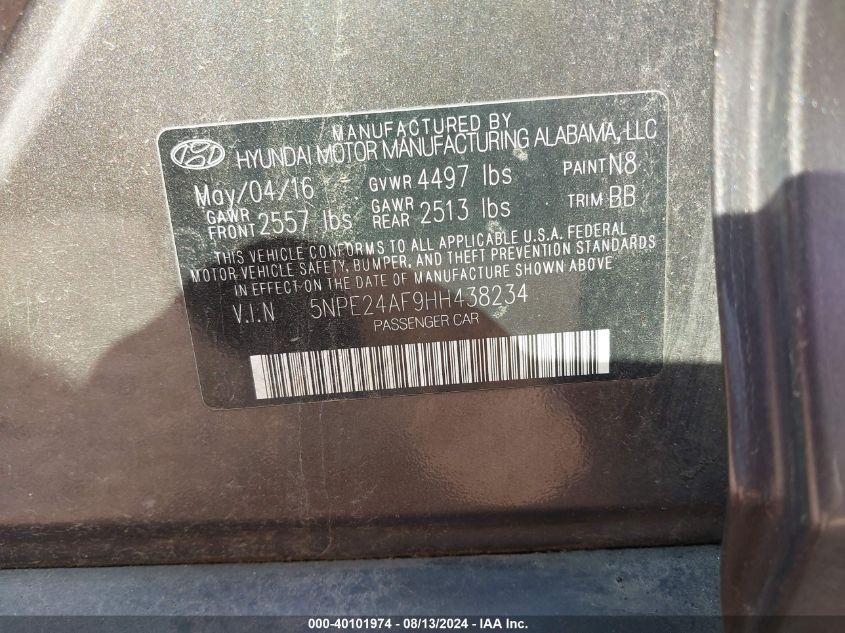 MANUFACTURED BY
HYUNDAI MOTOR MANUFACTURING ALABAMA, LLC
May/04/16 GVWR 4497 lbs PAINT N8
GAWR FRONT 2557 lbs GAWR REAR 2513 lbs TRIM BB
THIS VEHICLE CONFORMS TO ALL APPLICABLE U.S.A. FEDERAL
MOTOR VEHICLE SAFETY, BUMPER, AND THEFT PREVENTION STANDARDS
IN EFFECT ON THE DATE OF MANUFACTURE SHOWN ABOVE.
V.I.N 5NPE24AF9HH438234
PASSENGER CAR
000-40101974 - 08/13/2024 - IAA Inc.